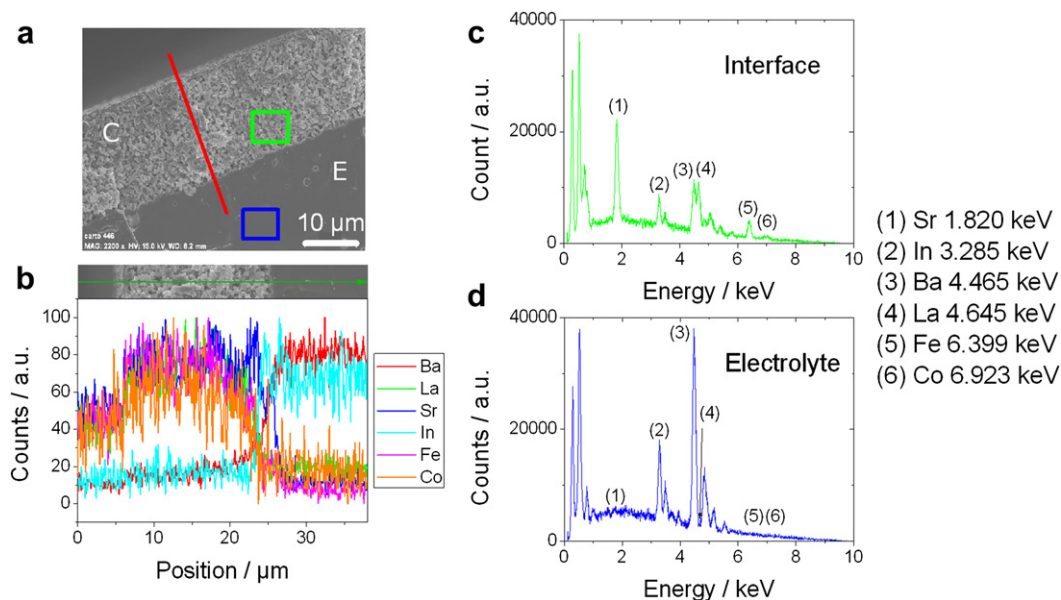 a
C
E
10 µm
MAG: 2200 x HV: 15.0 kV WD: 8.2 mm
b
100
80
60
40
20
0
Counts / a.u.
0 10 20 30
Position / µm
Ba
La
Sr
In
Fe
Co
c
Interface
40000
20000
0
Count / a.u.
(1)
(2)
(3) (4)
(5)
(6)
0 2 4 6 8 10
Energy / keV
d
Electrolyte
40000
20000
0
Counts / a.u.
(3)
(4)
(2)
(1)
(5)(6)
0 2 4 6 8 10
Energy / keV
(1) Sr 1.820 keV
(2) In 3.285 keV
(3) Ba 4.465 keV
(4) La 4.645 keV
(5) Fe 6.399 keV
(6) Co 6.923 keV